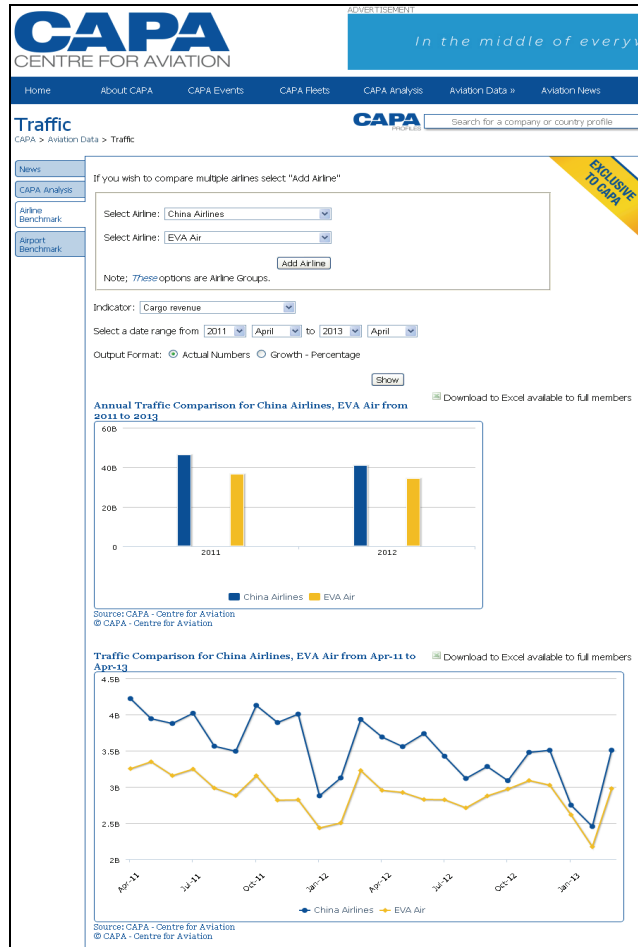 ADVERTISEMENT
CAPA
CENTRE FOR AVIATION
In the middle of everyw
Home About CAPA CAPA Events CAPA Fleets CAPA Analysis Aviation Data » Aviation News
Traffic
CAPA > Aviation Data > Traffic
CAPA
PROFILES
Search for a company or country profile
News
CAPA Analysis
Airline
Benchmark
Airport
Benchmark
EXCLUSIVE
TO CAPA
If you wish to compare multiple airlines select "Add Airline"
Select Airline: China Airlines
Select Airline: EVA Air
Add Airline
Note; These options are Airline Groups.
Indicator: Cargo revenue
Select a date range from 2011 April to 2013 April
Output Format: Actual Numbers Growth - Percentage
Show
Download to Excel available to full members
Annual Traffic Comparison for China Airlines, EVA Air from
2011 to 2013
60B
40B
20B
0
2011 2012
China Airlines EVA Air
Source: CAPA - Centre for Aviation
© CAPA - Centre for Aviation
Traffic Comparison for China Airlines, EVA Air from Apr-11 to
Apr-13
Download to Excel available to full members
4.5B
4B
3.5B
3B
2.5B
2B
Apr-11 Jul-11 Oct-11 Jan-12 Apr-12 Jul-12 Oct-12 Jan-13
China Airlines EVA Air
Source: CAPA - Centre for Aviation
© CAPA - Centre for Aviation